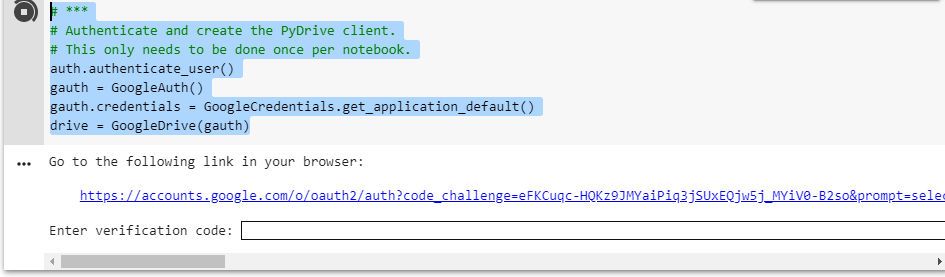 # ***
# Authenticate and create the PyDrive client.
# This only needs to be done once per notebook.
auth.authenticate_user()
gauth = GoogleAuth()
gauth.credentials = GoogleCredentials.get_application_default()
drive = GoogleDrive(gauth)
... Go to the following link in your browser:
https://accounts.google.com/o/oauth2/auth?code_challenge=eFKCuqc-HQKz9JMYaiPiq3jSUxEQjw5j_MYiV0-B2so&prompt=selec
Enter verification code: